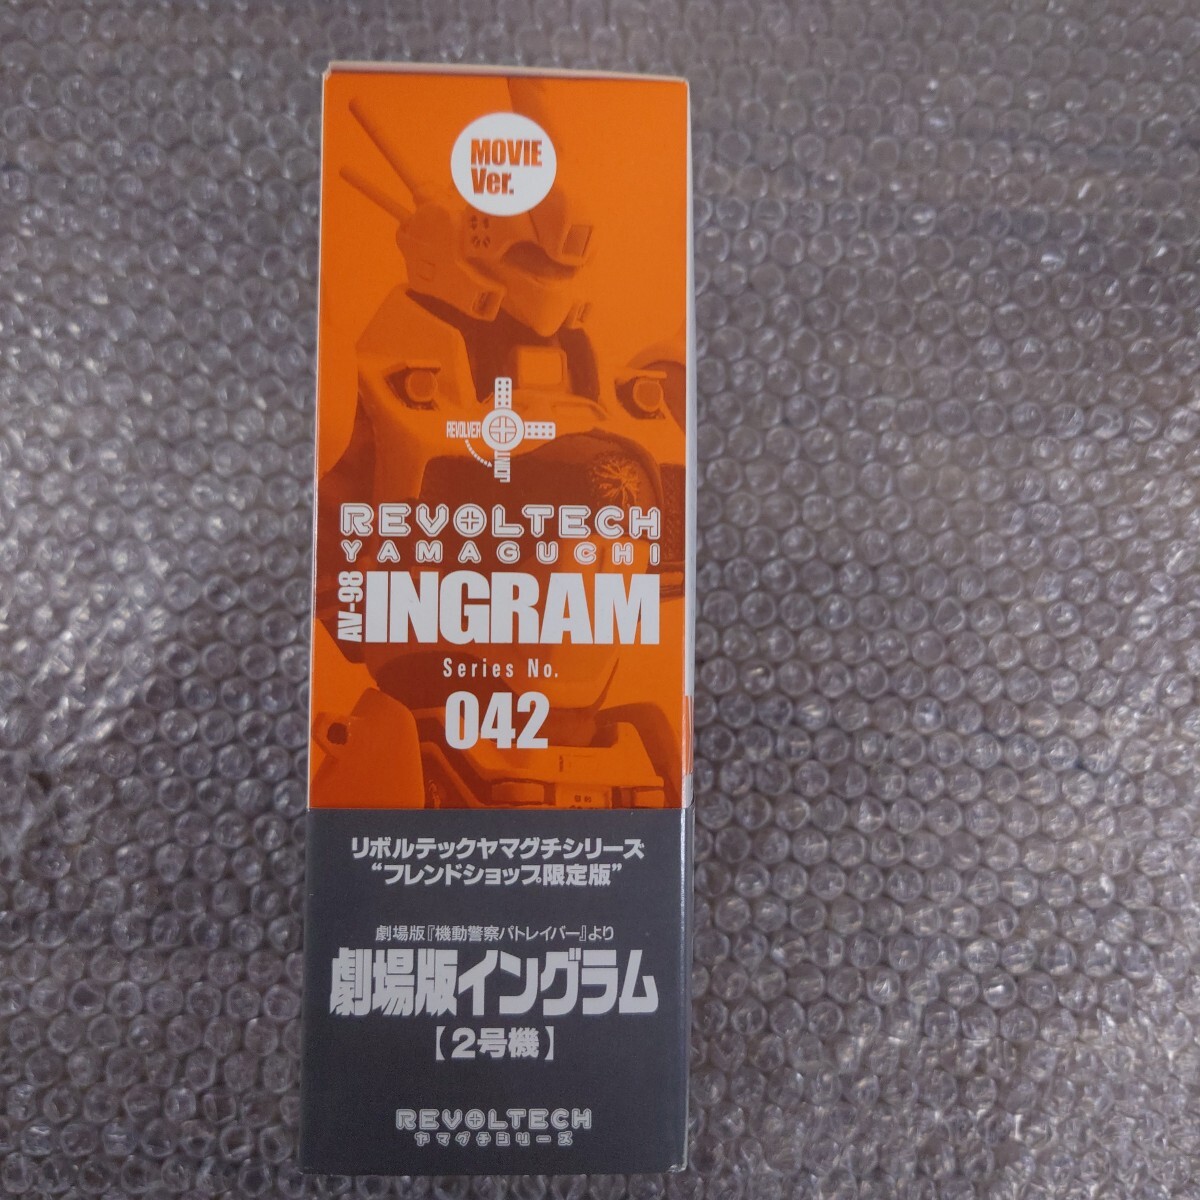 MOVIE
Ver.
REVOLVER
JOINT
REVOLTECH
YAMAGUCHI
AV-98
INGRAM
Series No.
042
リボルテックヤマグチシリーズ
“フレンドショップ限定版”
劇場版『機動警察パトレイバー』より
劇場版イングラム
【2号機】
REVOLTECH
ヤマグチシリーズ